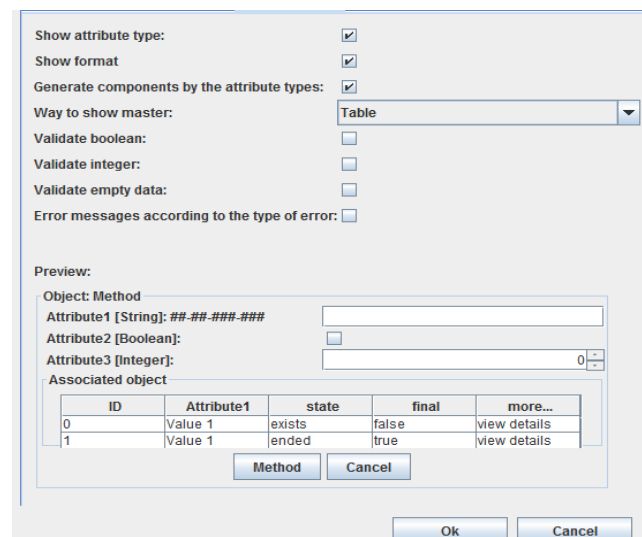 Show attribute type:
Show format
Generate components by the attribute types:
Way to show master: Table
Validate boolean:
Validate integer:
Validate empty data:
Error messages according to the type of error:
Preview:
Object: Method
Attribute1 [String]: ##-##-###-###
Attribute2 [Boolean]:
Attribute3 [Integer]: 0
Associated object
ID Attribute1 state final more...
0 Value 1 exists false view details
1 Value 1 ended true view details
Method Cancel
Ok Cancel